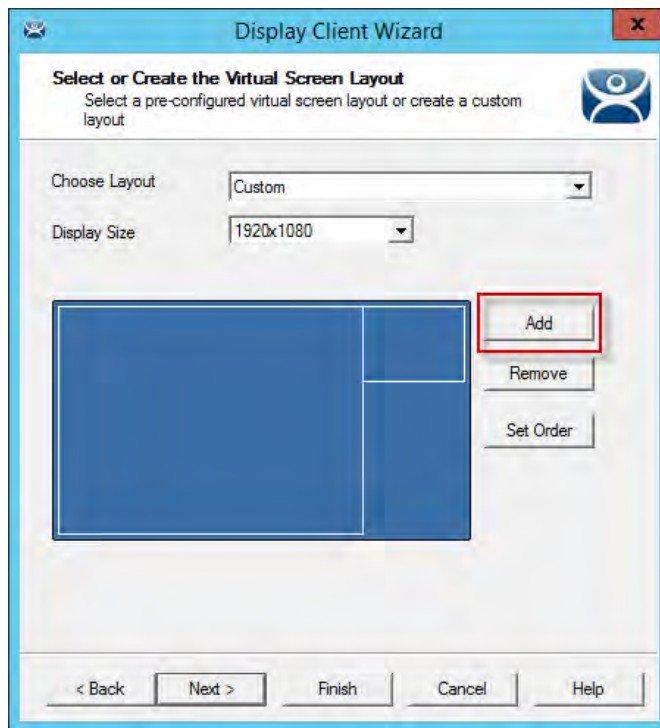 Display Client Wizard
x
Select or Create the Virtual Screen Layout
Select a pre-configured virtual screen layout or create a custom
layout
Choose Layout
Custom
Display Size
1920x1080
Add
Remove
Set Order
< Back
Next >
Finish
Cancel
Help